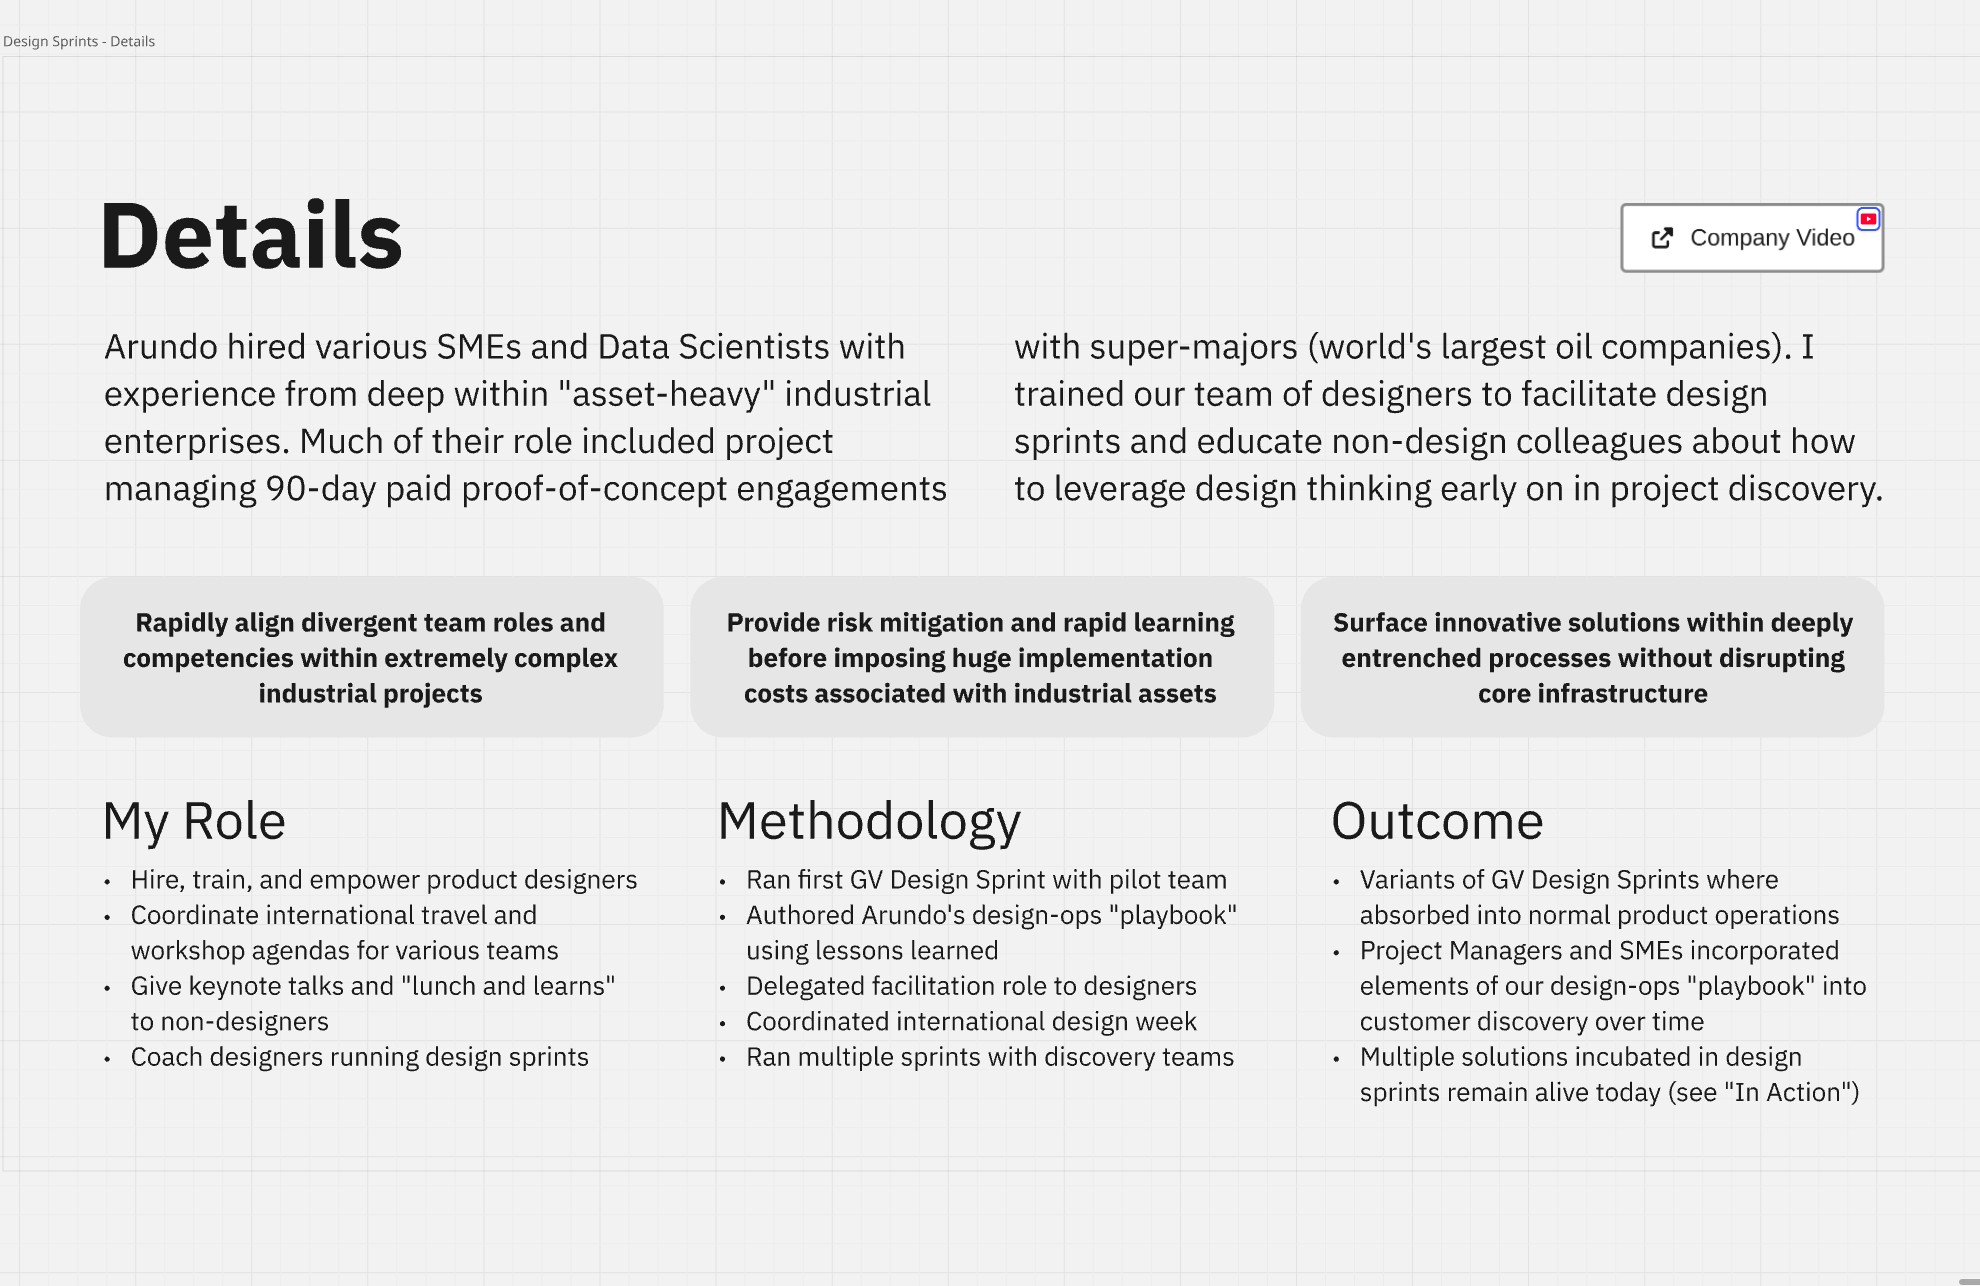 Design Sprints - Details
Details
Company Video
Arundo hired various SMEs and Data Scientists with
experience from deep within "asset-heavy" industrial
enterprises. Much of their role included project
managing 90-day paid proof-of-concept engagements
with super-majors (world's largest oil companies). I
trained our team of designers to facilitate design
sprints and educate non-design colleagues about how
to leverage design thinking early on in project discovery.
Rapidly align divergent team roles and
competencies within extremely complex
industrial projects
Provide risk mitigation and rapid learning
before imposing huge implementation
costs associated with industrial assets
Surface innovative solutions within deeply
entrenched processes without disrupting
core infrastructure
My Role
• Hire, train, and empower product designers
• Coordinate international travel and
workshop agendas for various teams
• Give keynote talks and "lunch and learns"
to non-designers
• Coach designers running design sprints
Methodology
• Ran first GV Design Sprint with pilot team
• Authored Arundo's design-ops "playbook"
using lessons learned
• Delegated facilitation role to designers
• Coordinated international design week
• Ran multiple sprints with discovery teams
Outcome
• Variants of GV Design Sprints where
absorbed into normal product operations
• Project Managers and SMEs incorporated
elements of our design-ops "playbook" into
customer discovery over time
• Multiple solutions incubated in design
sprints remain alive today (see "In Action")